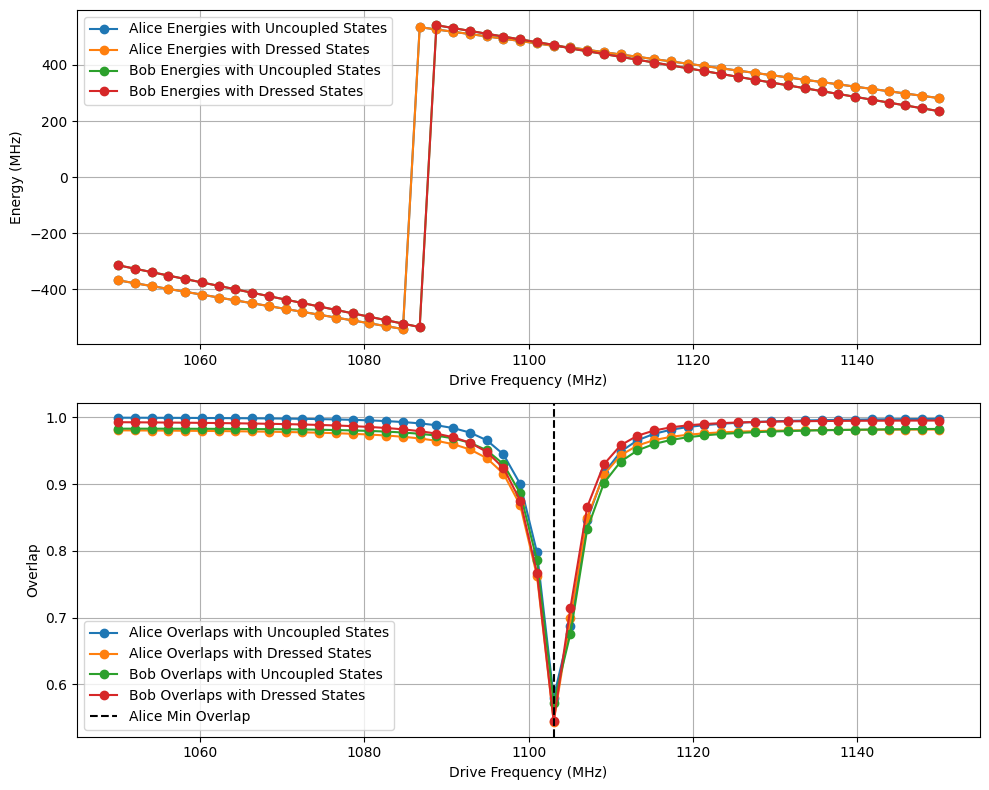 Alice Energies with Uncoupled States
Alice Energies with Dressed States
Bob Energies with Uncoupled States
Bob Energies with Dressed States
Energy (MHz)
400
200
0
−200
−400
1060 1080 1100 1120 1140
Drive Frequency (MHz)
Overlap
1.0
0.9
0.8
0.7
0.6
Alice Overlaps with Uncoupled States
Alice Overlaps with Dressed States
Bob Overlaps with Uncoupled States
Bob Overlaps with Dressed States
Alice Min Overlap
1060 1080 1100 1120 1140
Drive Frequency (MHz)